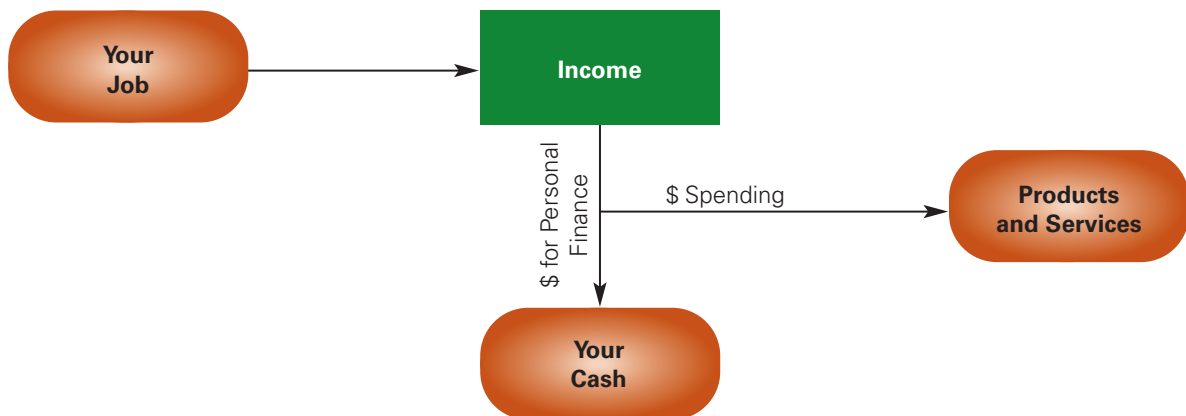 Your
Job
Income
$ for Personal
Finance
$ Spending
Products
and Services
Your
Cash